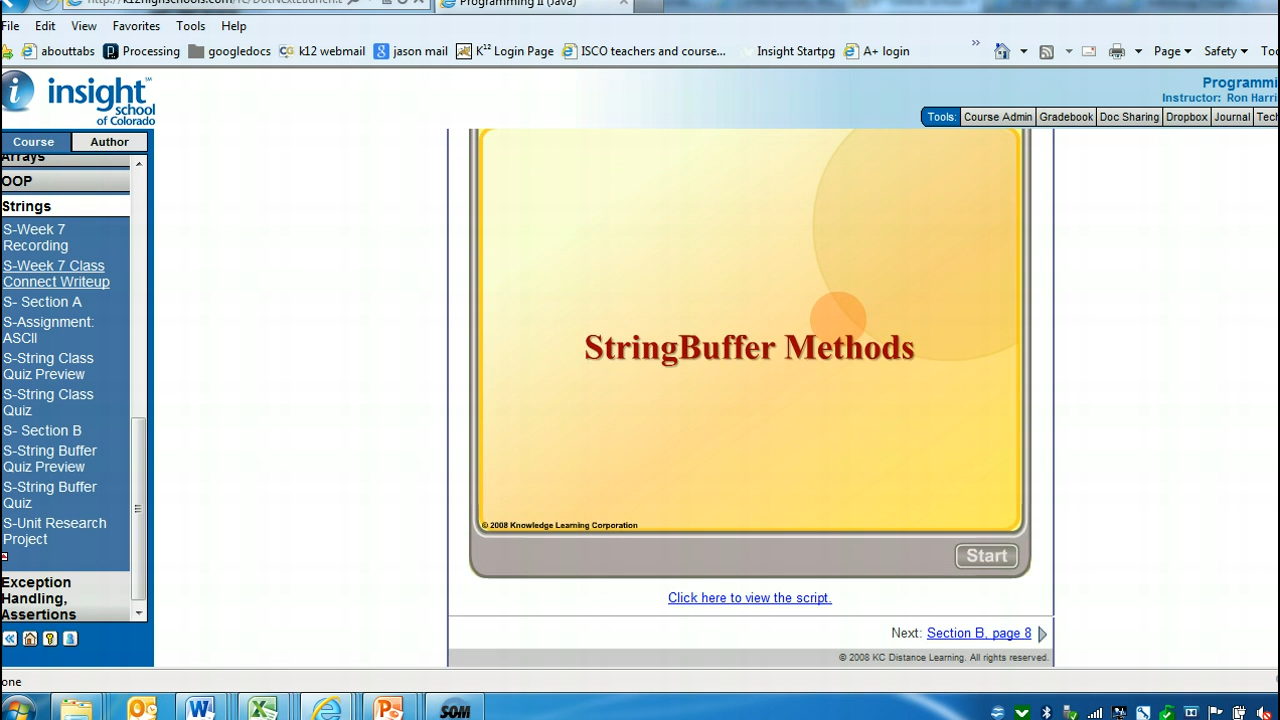 Programming II (Java)
File Edit View Favorites Tools Help
abouttabs Processing googledocs k12 webmail jason mail K¹² Login Page ISCO teachers and course... Insight Startpg A+ login » Page Safety Too
insight
school
of Colorado
Programmi
Instructor: Ron Harri
Tools: Course Admin Gradebook Doc Sharing Dropbox Journal Tech
Course Author
Arrays
OOP
Strings
S-Week 7
Recording
S-Week 7 Class
Connect Writeup
S- Section A
S-Assignment:
ASCII
S-String Class
Quiz Preview
S-String Class
Quiz
S- Section B
S-String Buffer
Quiz Preview
S-String Buffer
Quiz
S-Unit Research
Project
Exception
Handling,
Assertions
StringBuffer Methods
© 2008 Knowledge Learning Corporation
Start
Click here to view the script.
Next: Section B, page 8
© 2008 KC Distance Learning. All rights reserved.
one
SOM